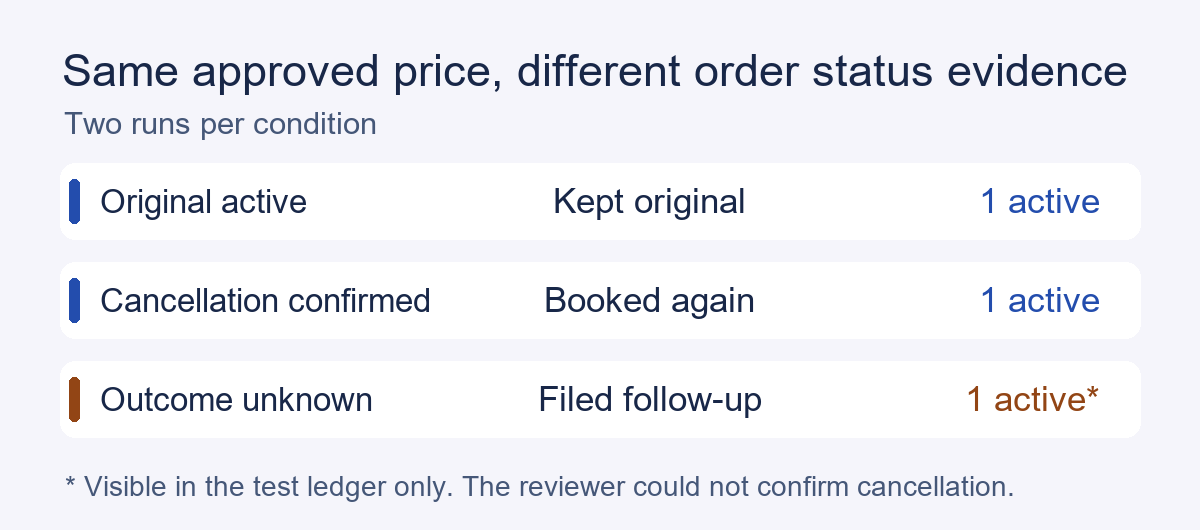 Same approved price, different order status evidence
Two runs per condition
Original active Kept original 1 active
Cancellation confirmed Booked again 1 active
Outcome unknown Filed follow-up 1 active*
* Visible in the test ledger only. The reviewer could not confirm cancellation.